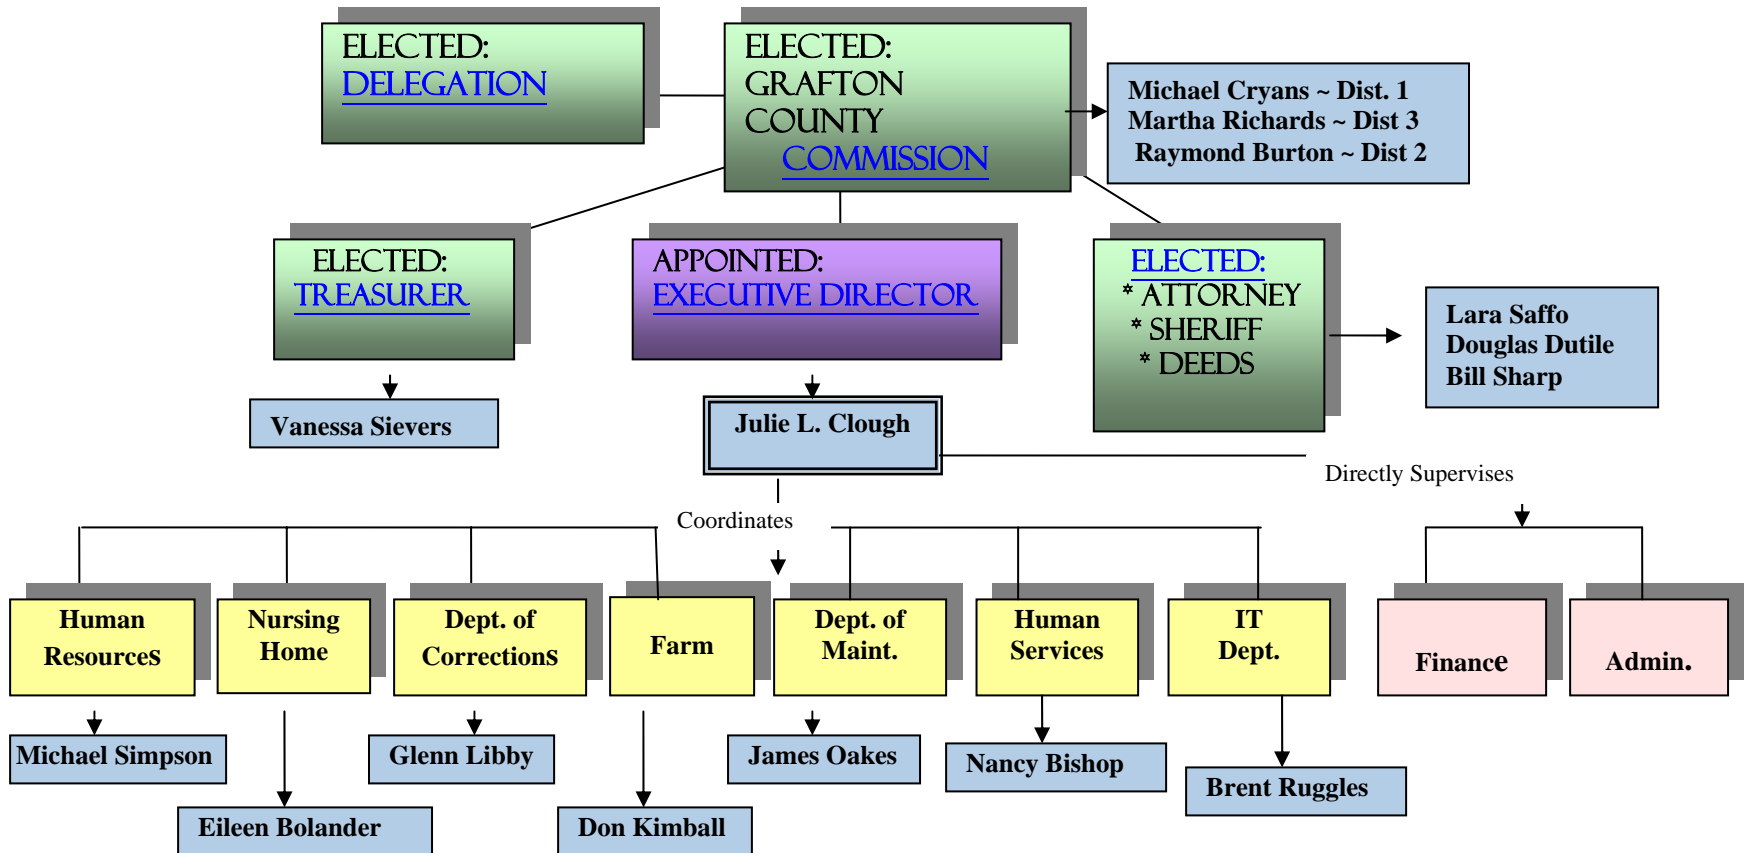 ELECTED:
DELEGATION
ELECTED:
GRAFTON
COUNTY
COMMISSION
Michael Cryans ~ Dist. 1
Martha Richards ~ Dist 3
Raymond Burton ~ Dist 2
ELECTED:
TREASURER
APPOINTED:
EXECUTIVE DIRECTOR
ELECTED:
* ATTORNEY
* SHERIFF
* DEEDS
Lara Saffo
Douglas Dutile
Bill Sharp
Vanessa Sievers
Julie L. Clough
Directly Supervises
Coordinates
Human
Resources
Nursing
Home
Dept. of
Corrections
Farm
Dept. of
Maint.
Human
Services
IT
Dept.
Finance
Admin.
Michael Simpson
Glenn Libby
James Oakes
Nancy Bishop
Brent Ruggles
Eileen Bolander
Don Kimball